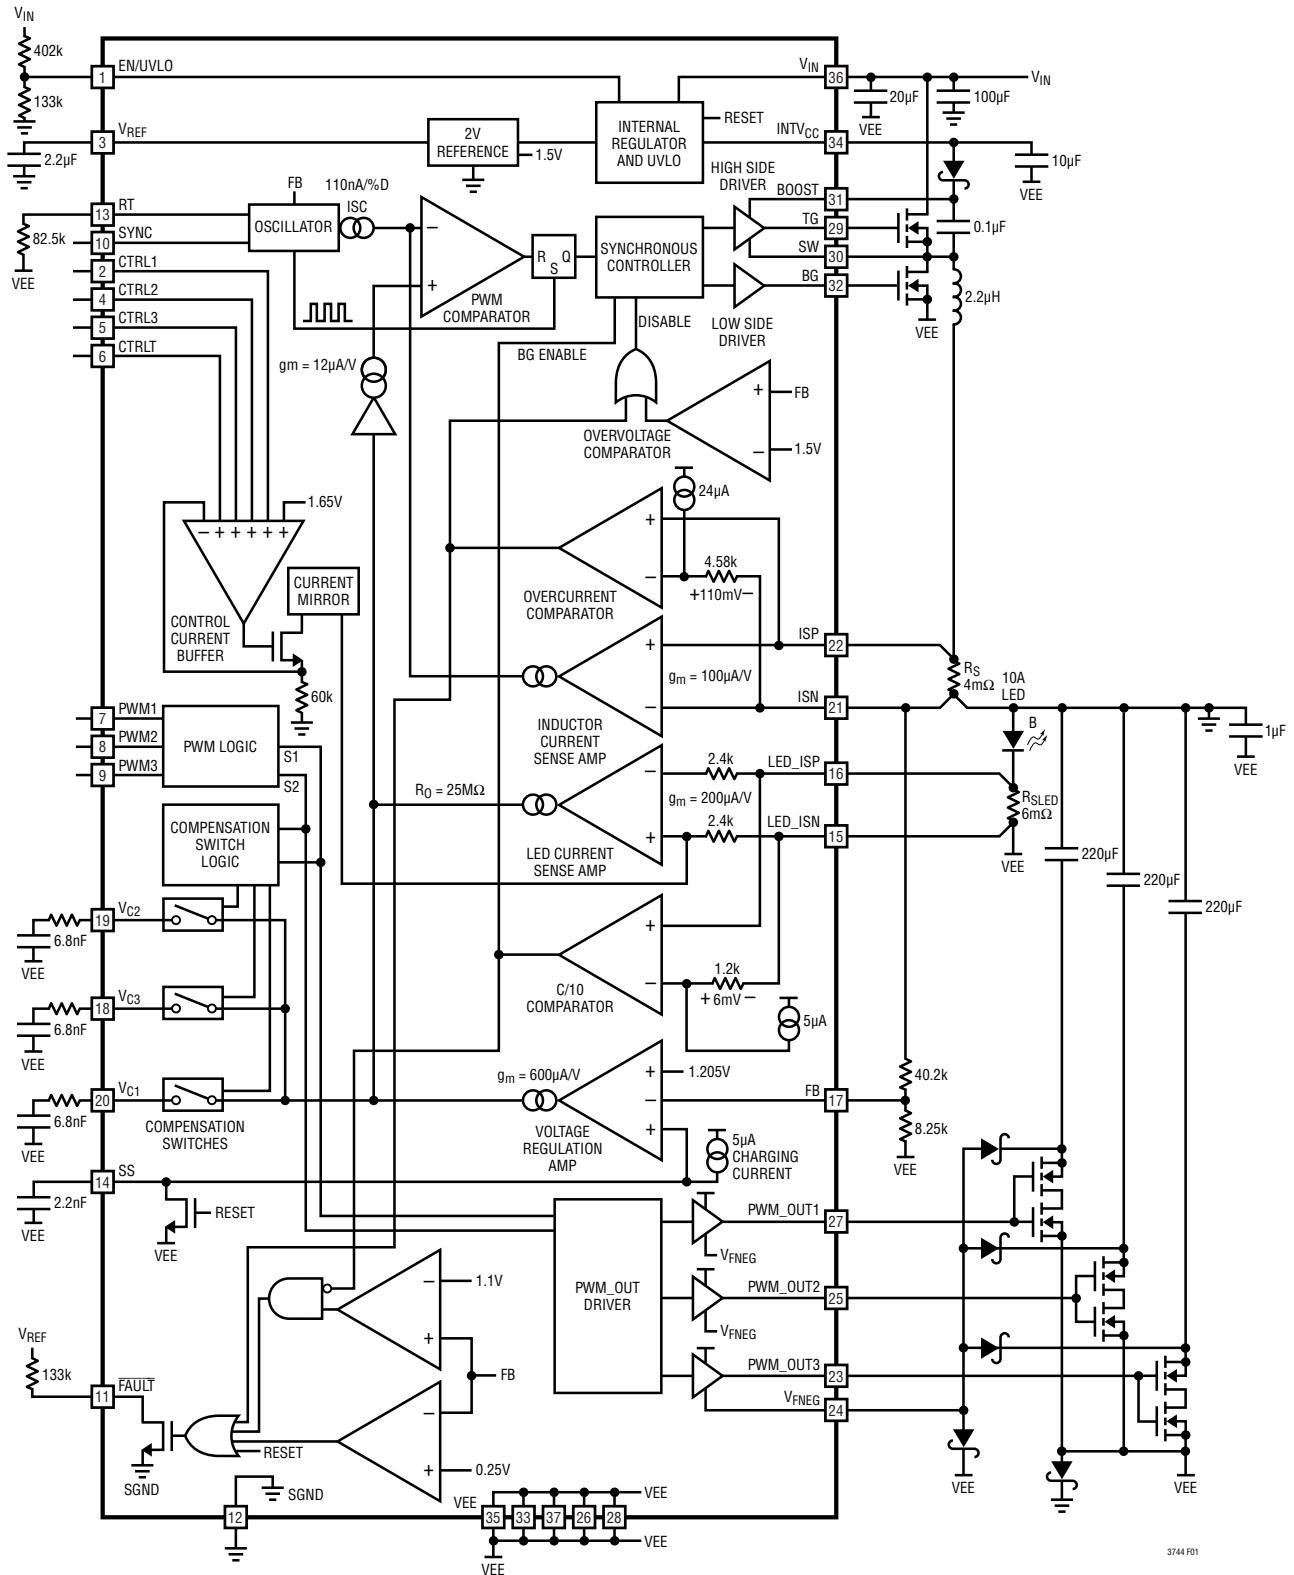 VIN
402k
133k
1
EN/UVLO
3
VREF
2.2µF
13
RT
82.5k
VEE
10
SYNC
2
CTRL1
4
CTRL2
5
CTRL3
6
CTRLT
FB
110nA/%D
ISC
OSCILLATOR
2V
REFERENCE
1.5V
INTERNAL
REGULATOR
AND UVLO
RESET
VIN
36
VIN
20µF
VEE
100µF
INTVCC
34
10µF
VEE
HIGH SIDE
DRIVER
BOOST
31
TG
29
SW
30
BG
32
0.1µF
2.2µH
VEE
–
+
PWM
COMPARATOR
R
S
Q
SYNCHRONOUS
CONTROLLER
LOW SIDE
DRIVER
DISABLE
BG ENABLE
gm = 12µA/V
OVERVOLTAGE
COMPARATOR
+
FB
–
1.5V
1.65V
– + + + + +
CONTROL
CURRENT
BUFFER
CURRENT
MIRROR
60k
24µA
+
–
4.58k
+110mV–
OVERCURRENT
COMPARATOR
+
–
gm = 100µA/V
INDUCTOR
CURRENT
SENSE AMP
ISP
22
ISN
21
RS
4mΩ
10A
LED
B
1µF
VEE
7
PWM1
8
PWM2
9
PWM3
PWM LOGIC
S1
S2
RO = 25MΩ
–
+
2.4k
gm = 200µA/V
2.4k
LED CURRENT
SENSE AMP
LED_ISP
16
LED_ISN
15
RSLED
6mΩ
VEE
220µF
220µF
220µF
COMPENSATION
SWITCH
LOGIC
19
VC2
6.8nF
VEE
18
VC3
6.8nF
VEE
20
VC1
6.8nF
VEE
COMPENSATION
SWITCHES
+
–
C/10
COMPARATOR
1.2k
+ 6mV –
5µA
gm = 600µA/V
+
1.205V
–
+
VOLTAGE
REGULATION
AMP
FB
17
40.2k
8.25k
VEE
5µA
CHARGING
CURRENT
14
SS
2.2nF
VEE
RESET
VEE
PWM_OUT
DRIVER
PWM_OUT1
27
VFNEG
PWM_OUT2
25
VFNEG
PWM_OUT3
23
VFNEG
24
–
1.1V
+
FB
–
+
0.25V
VREF
133k
11
FAULT
RESET
SGND
12
SGND
VEE
35
33
37
26
28
VEE
VEE
VEE
VEE
VEE
3744 F01